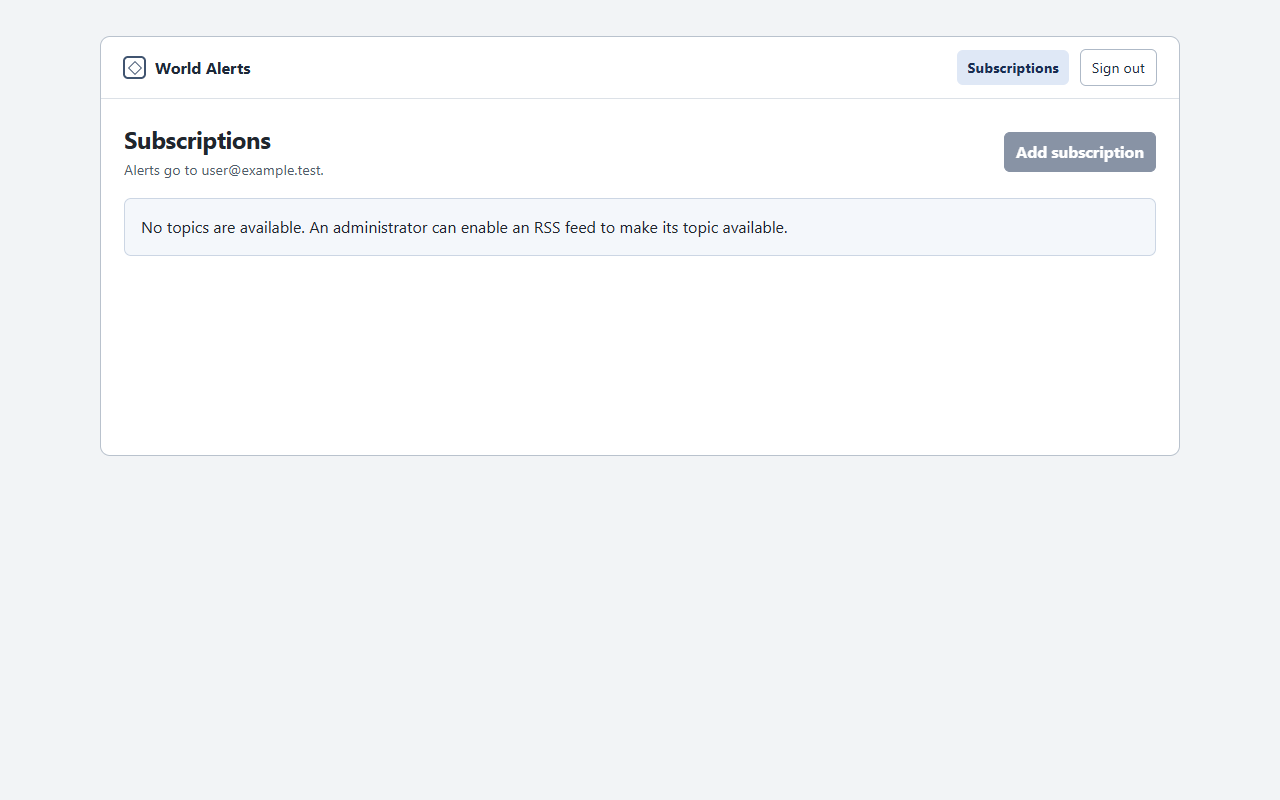 World Alerts
Subscriptions
Sign out
Subscriptions
Alerts go to user@example.test.
Add subscription
No topics are available. An administrator can enable an RSS feed to make its topic available.